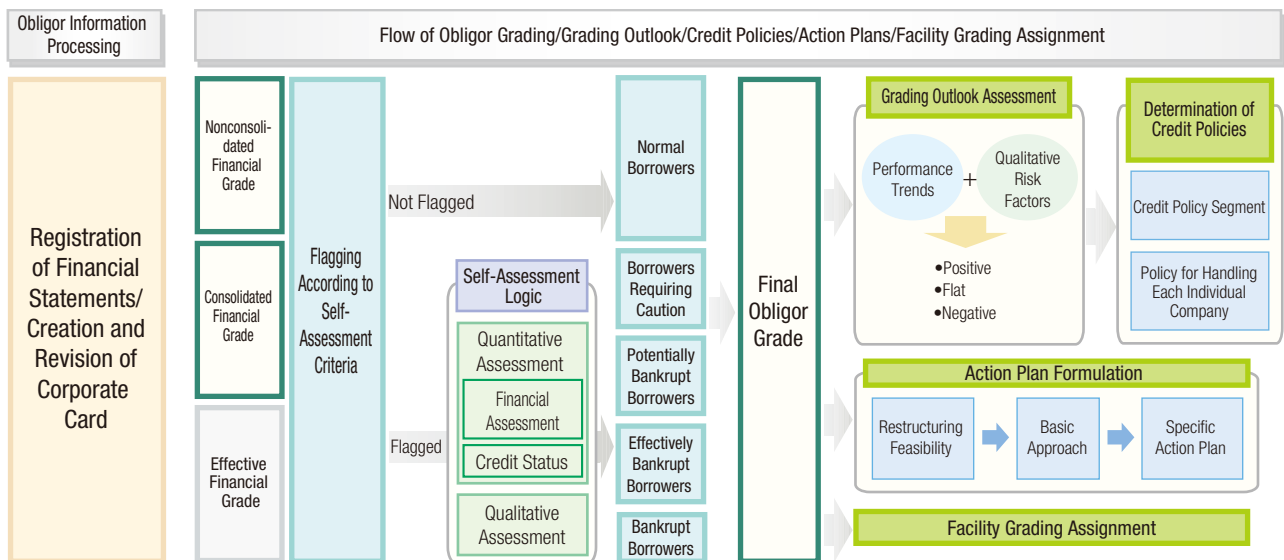 Obligor Information
Processing
Flow of Obligor Grading/Grading Outlook/Credit Policies/Action Plans/Facility Grading Assignment
Registration
of Financial
Statements/
Creation and
Revision of
Corporate
Card
Nonconsoli-
dated
Financial
Grade
Consolidated
Financial
Grade
Effective
Financial
Grade
Flagging
According to
Self-
Assessment
Criteria
Not Flagged
Flagged
Self-Assessment
Logic
Quantitative
Assessment
Financial
Assessment
Credit Status
Qualitative
Assessment
Normal
Borrowers
Borrowers
Requiring
Caution
Potentially
Bankrupt
Borrowers
Effectively
Bankrupt
Borrowers
Bankrupt
Borrowers
Final
Obligor
Grade
Grading Outlook Assessment
Performance
Trends
+
Qualitative
Risk
Factors
•Positive
•Flat
•Negative
Determination of
Credit Policies
Credit Policy Segment
Policy for Handling
Each Individual
Company
Action Plan Formulation
Restructuring
Feasibility
Basic
Approach
Specific
Action Plan
Facility Grading Assignment